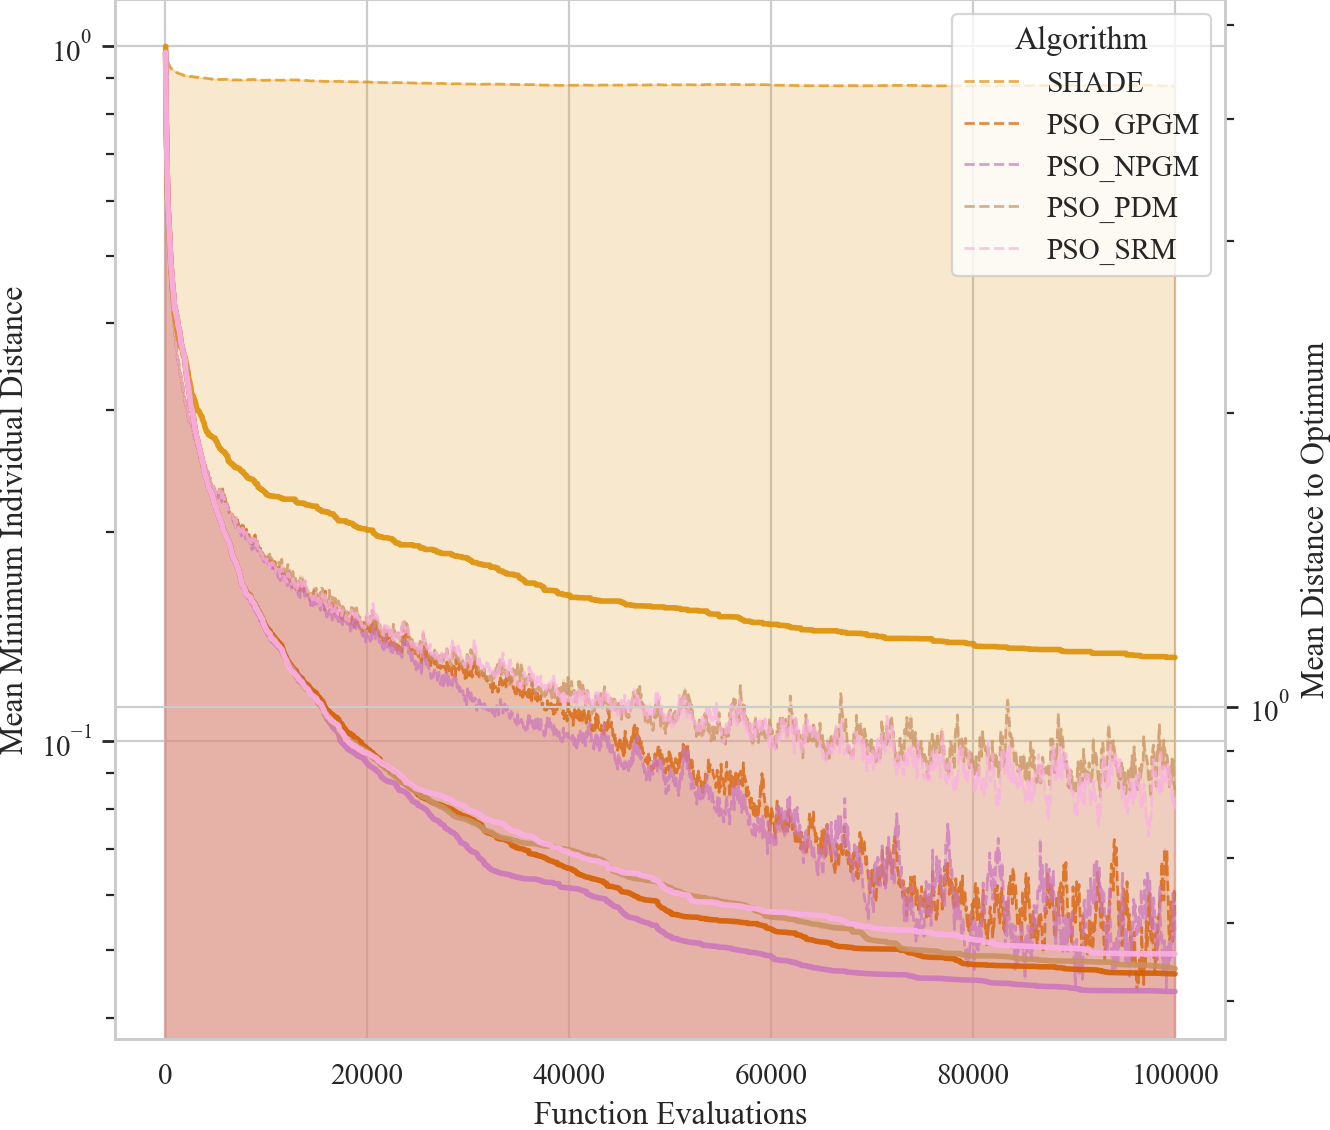 Algorithm
SHADE
PSO_GPGM
PSO_NPGM
PSO_PDM
PSO_SRM
10^0
10^-1
Mean Minimum Individual Distance
10^0
Mean Distance to Optimum
0 20000 40000 60000 80000 100000
Function Evaluations